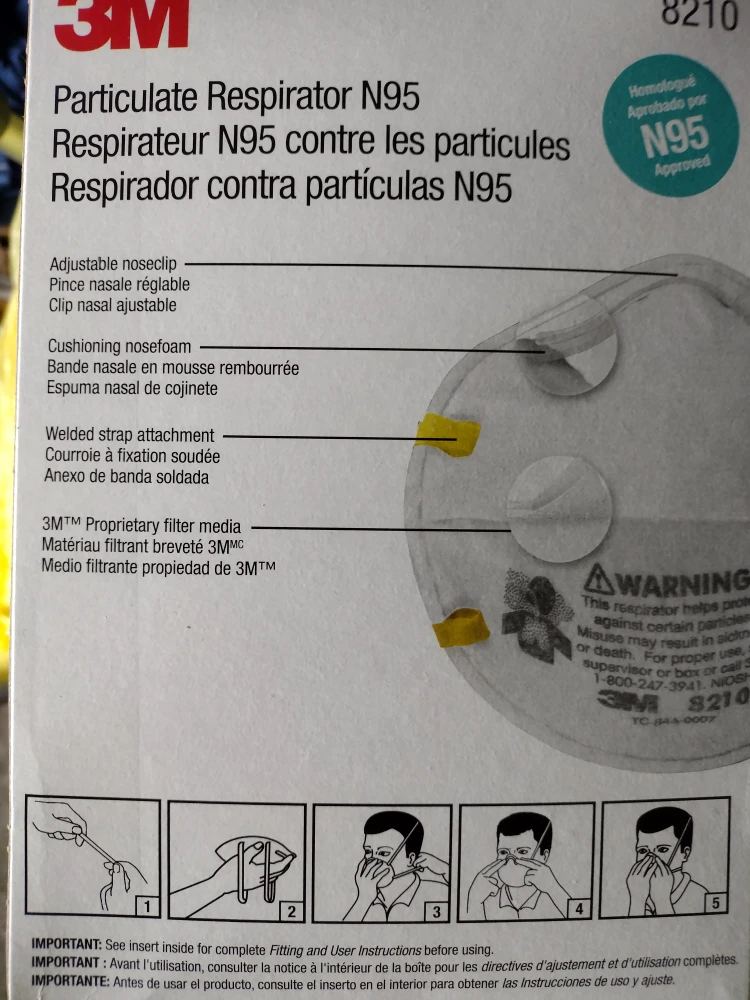 3M
8210
Particulate Respirator N95
Respirateur N95 contre les particules
Respirador contra partículas N95
Homologué
Aprobado por
N95
Approved
Adjustable noseclip
Pince nasale réglable
Clip nasal ajustable
Cushioning nosefoam
Bande nasale en mousse rembourrée
Espuma nasal de cojinete
Welded strap attachment
Courroie à fixation soudée
Anexo de banda soldada
3M™ Proprietary filter media
Matériau filtrant breveté 3Mᴹᶜ
Medio filtrante propiedad de 3M™
WARNING
This respirator helps
against certain
Misuse may result in
or death. For proper use,
supervisor or box or call
1-800-247-3941. NIOSH
3M 8210
TC-84A-0007
1
2
3
4
5
IMPORTANT: See insert inside for complete Fitting and User Instructions before using.
IMPORTANT : Avant l'utilisation, consulter la notice à l'intérieur de la boîte pour les directives d'ajustement et d'utilisation complètes.
IMPORTANTE: Antes de usar el producto, consulte el inserto en el interior para obtener las Instrucciones de uso y ajuste.